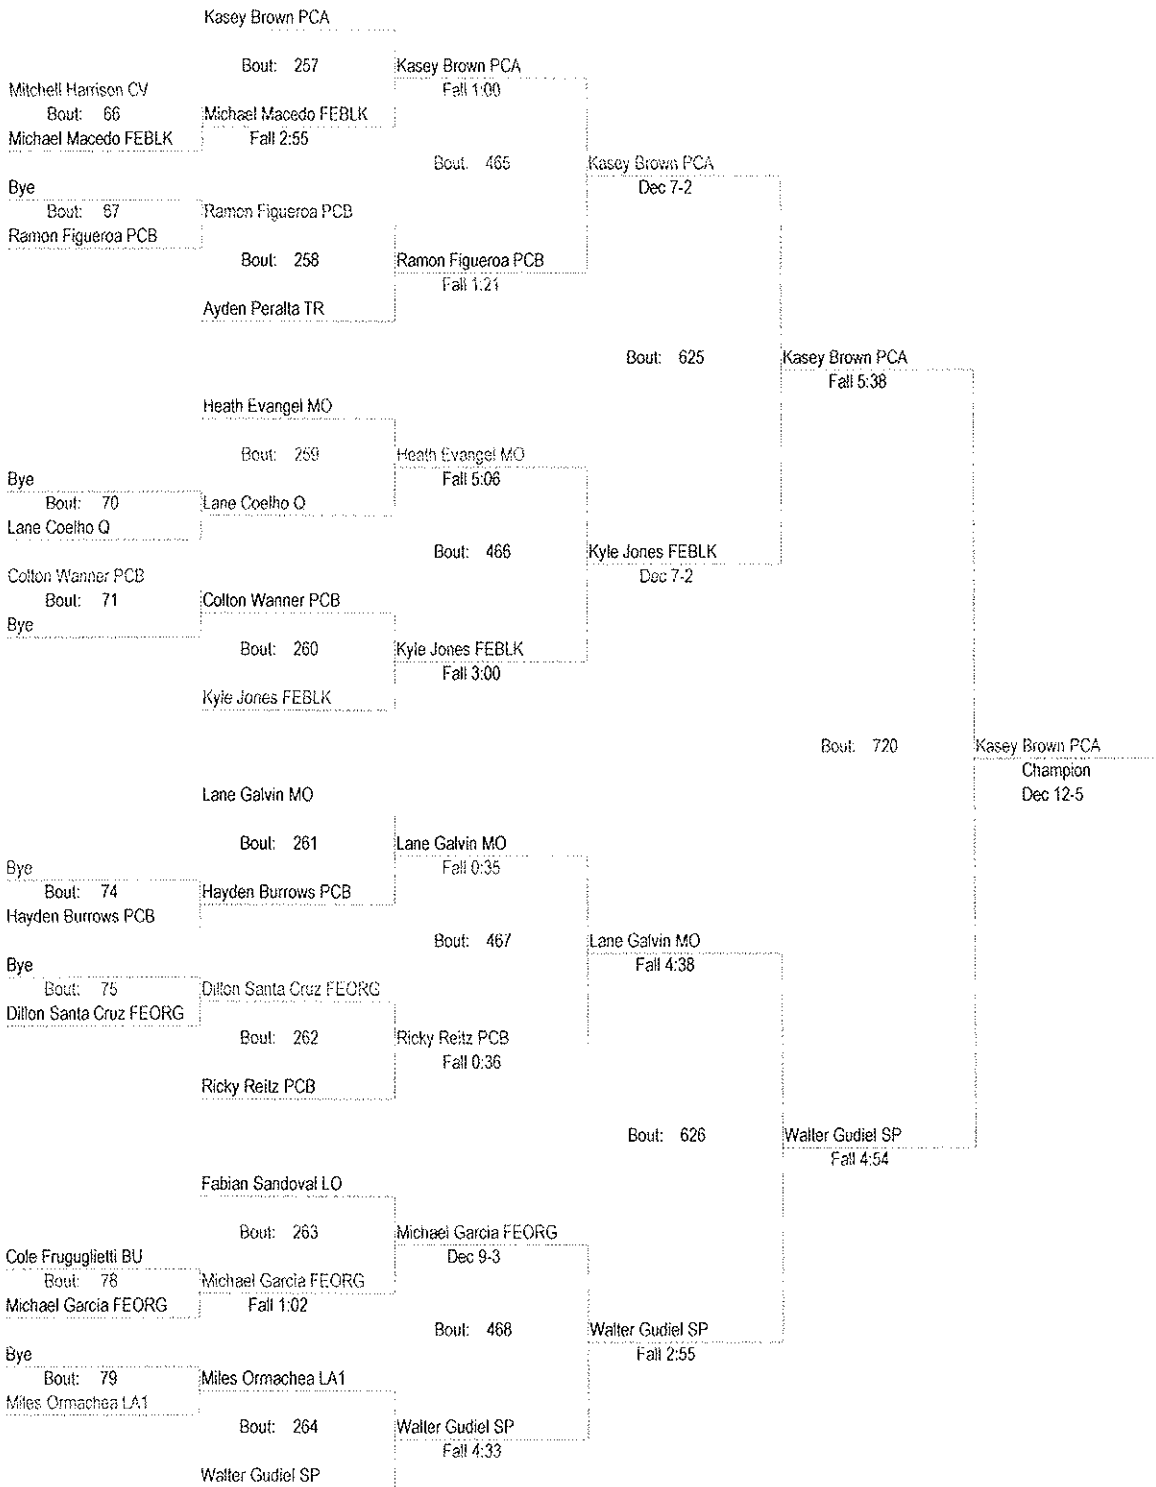 Kasey Brown PCA
Bout: 257
Kasey Brown PCA
Mitchell Harrison CV
Fall 1:00
Bout: 66
Michael Macedo FEBLK
Michael Macedo FEBLK
Fall 2:55
Bout: 465
Kasey Brown PCA
Bye
Dec 7-2
Bout: 67
Ramon Figueroa PCB
Ramon Figueroa PCB
Bout: 258
Ramon Figueroa PCB
Fall 1:21
Ayden Peralta TR
Bout: 625
Kasey Brown PCA
Fall 5:38
Heath Evangel MO
Bout: 259
Heath Evangel MO
Bye
Fall 5:06
Bout: 70
Lane Coelho Q
Lane Coelho Q
Bout: 466
Kyle Jones FEBLK
Colton Wanner PCB
Dec 7-2
Bout: 71
Colton Wanner PCB
Bye
Bout: 260
Kyle Jones FEBLK
Fall 3:00
Kyle Jones FEBLK
Bout: 720
Kasey Brown PCA
Champion
Dec 12-5
Lane Galvin MO
Bout: 261
Lane Galvin MO
Bye
Fall 0:35
Bout: 74
Hayden Burrows PCB
Hayden Burrows PCB
Bout: 467
Lane Galvin MO
Bye
Fall 4:38
Bout: 75
Dillon Santa Cruz FEORG
Dillon Santa Cruz FEORG
Bout: 262
Ricky Reitz PCB
Fall 0:36
Ricky Reitz PCB
Bout: 626
Walter Gudiel SP
Fall 4:54
Fabian Sandoval LO
Bout: 263
Michael Garcia FEORG
Cole Fruguglietti BU
Dec 9-3
Bout: 78
Michael Garcia FEORG
Michael Garcia FEORG
Fall 1:02
Bout: 468
Walter Gudiel SP
Bye
Fall 2:55
Bout: 79
Miles Ormachea LA1
Miles Ormachea LA1
Bout: 264
Walter Gudiel SP
Fall 4:33
Walter Gudiel SP